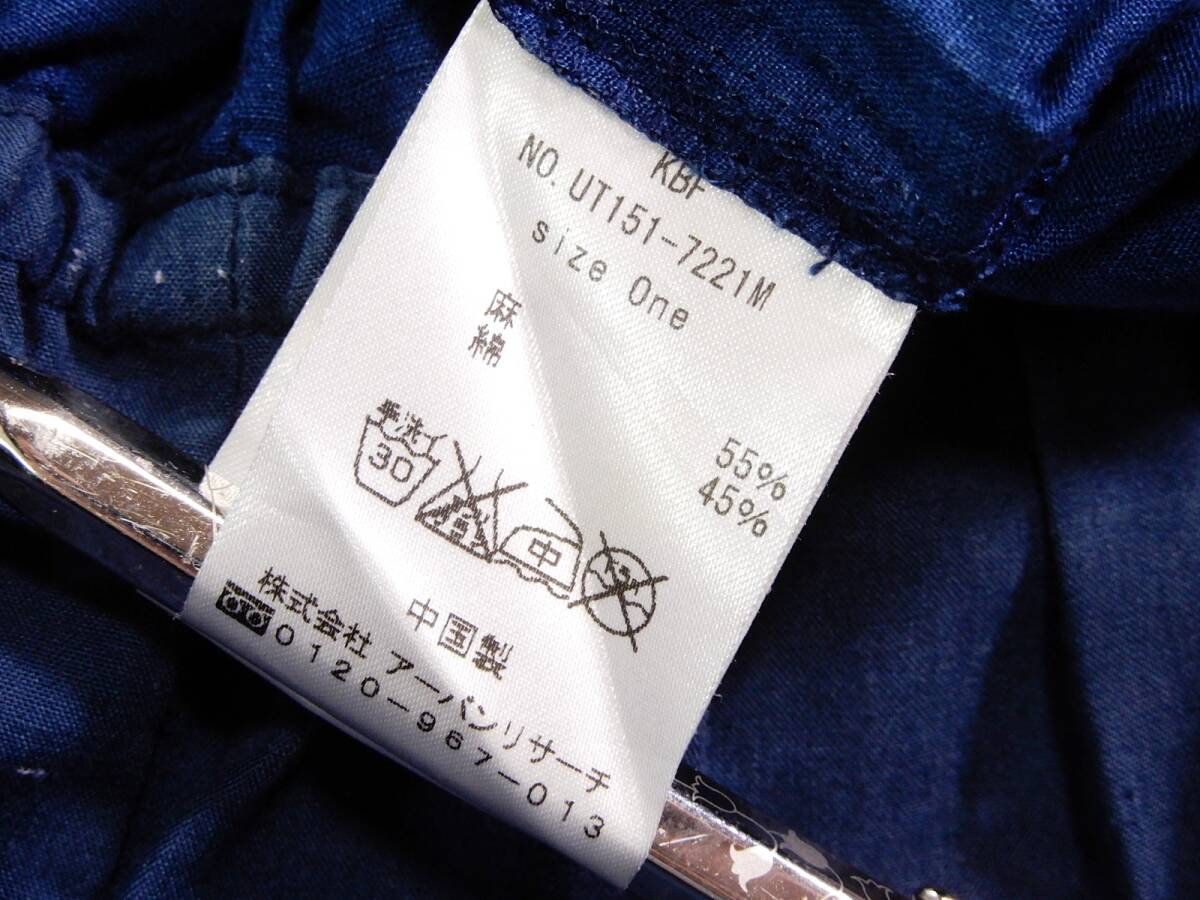 KBF
NO. UT151-7221M
size One
麻 55%
綿 45%
手洗イ
30
中
中国製
株式会社 アーバンリサーチ
0120-967-013